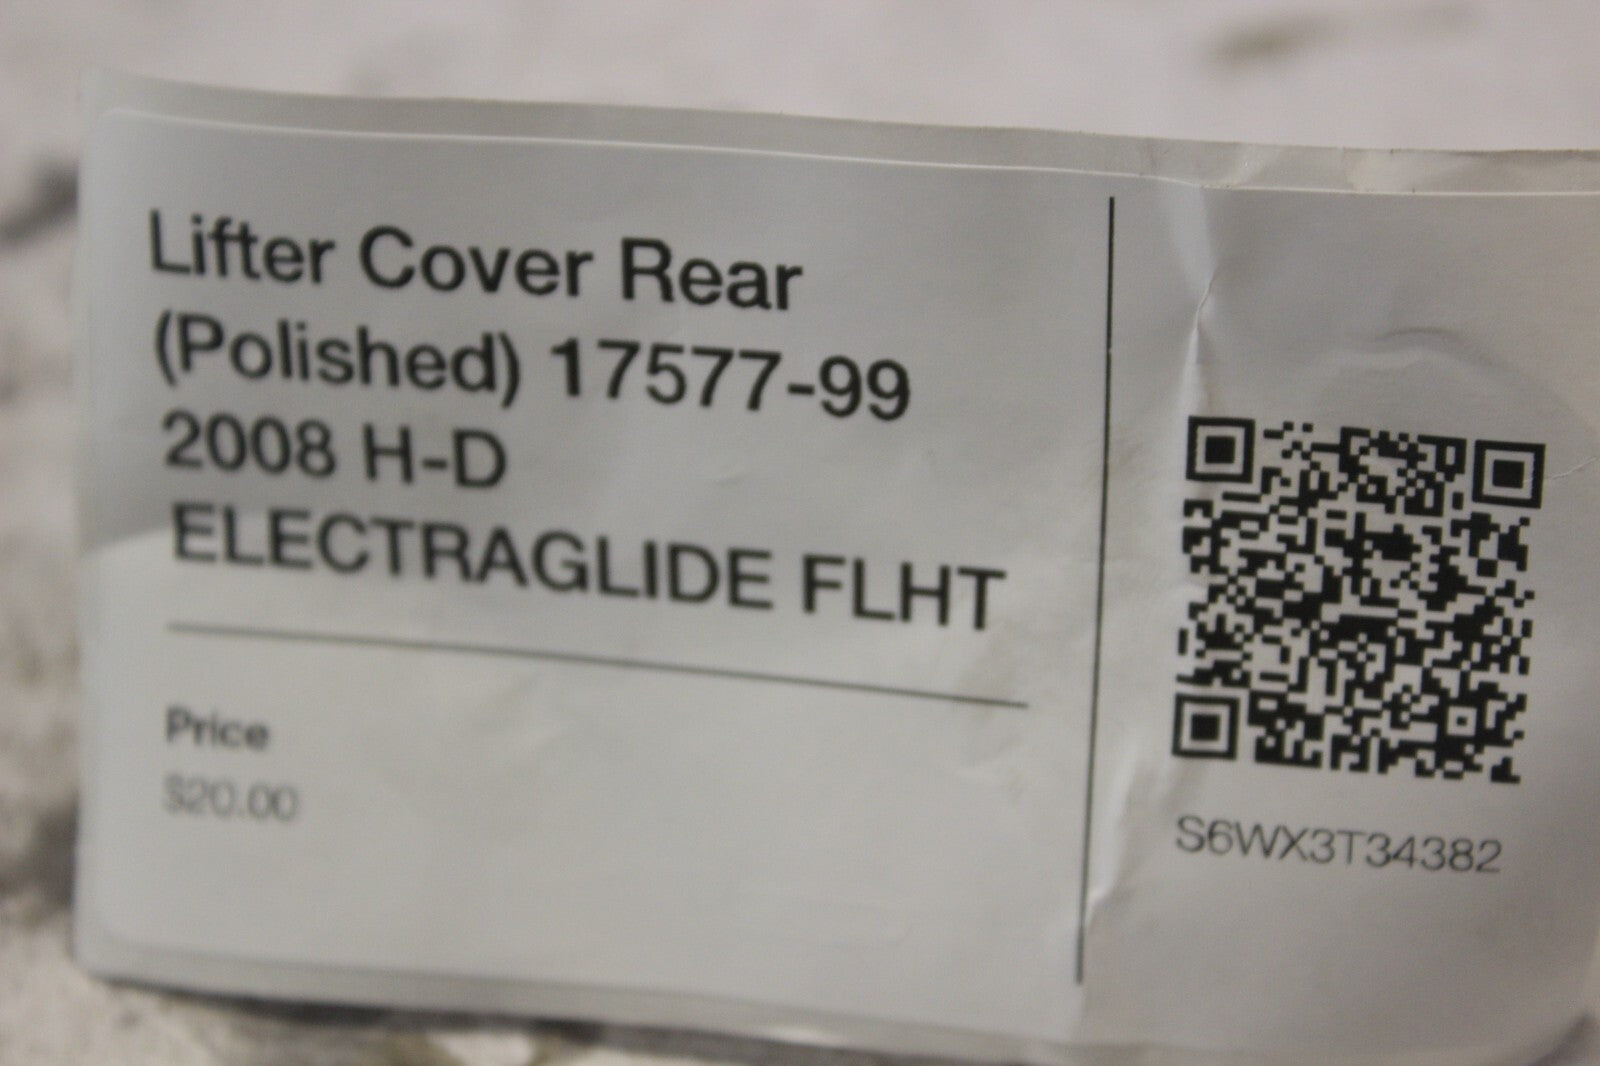 Lifter Cover Rear
(Polished) 17577-99
2008 H-D
ELECTRAGLIDE FLHT
Price
$20.00
S6WX3T34382